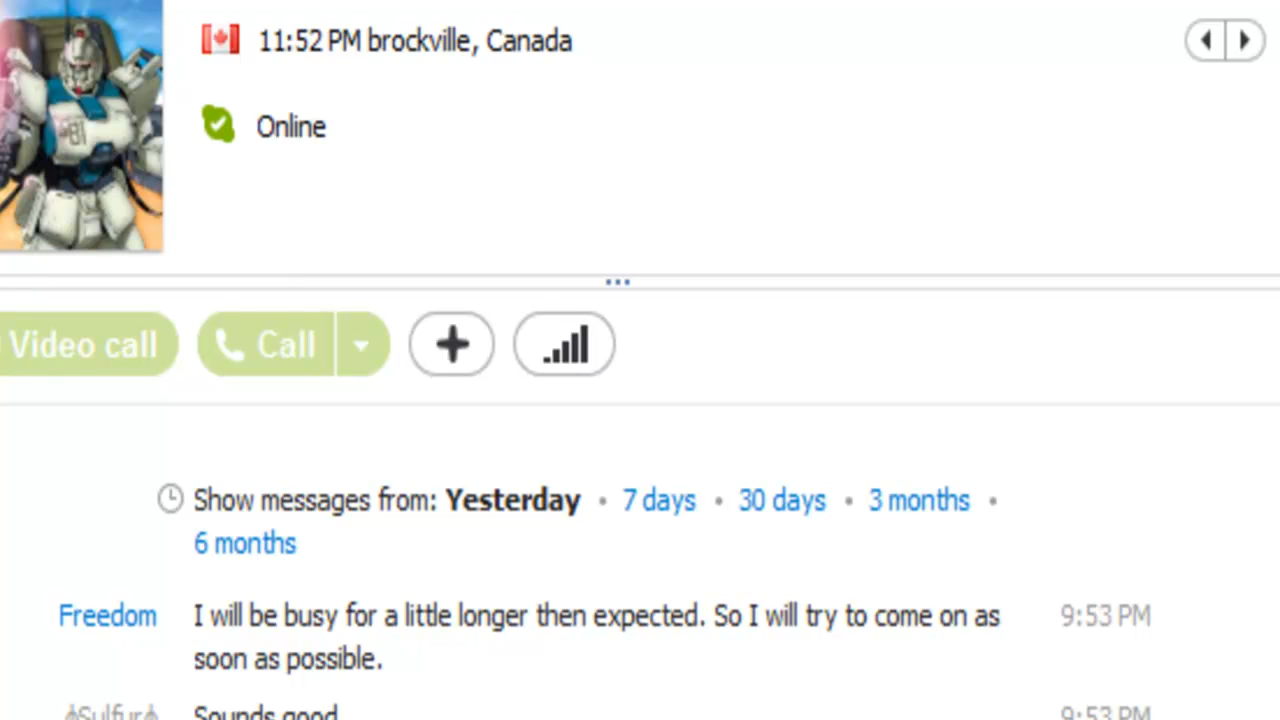 11:52 PM brockville, Canada
Online
Video call
Call
Show messages from: Yesterday • 7 days • 30 days • 3 months •
6 months
Freedom I will be busy for a little longer then expected. So I will try to come on as 9:53 PM
soon as possible.
Sulfur Sounds good 9:53 PM